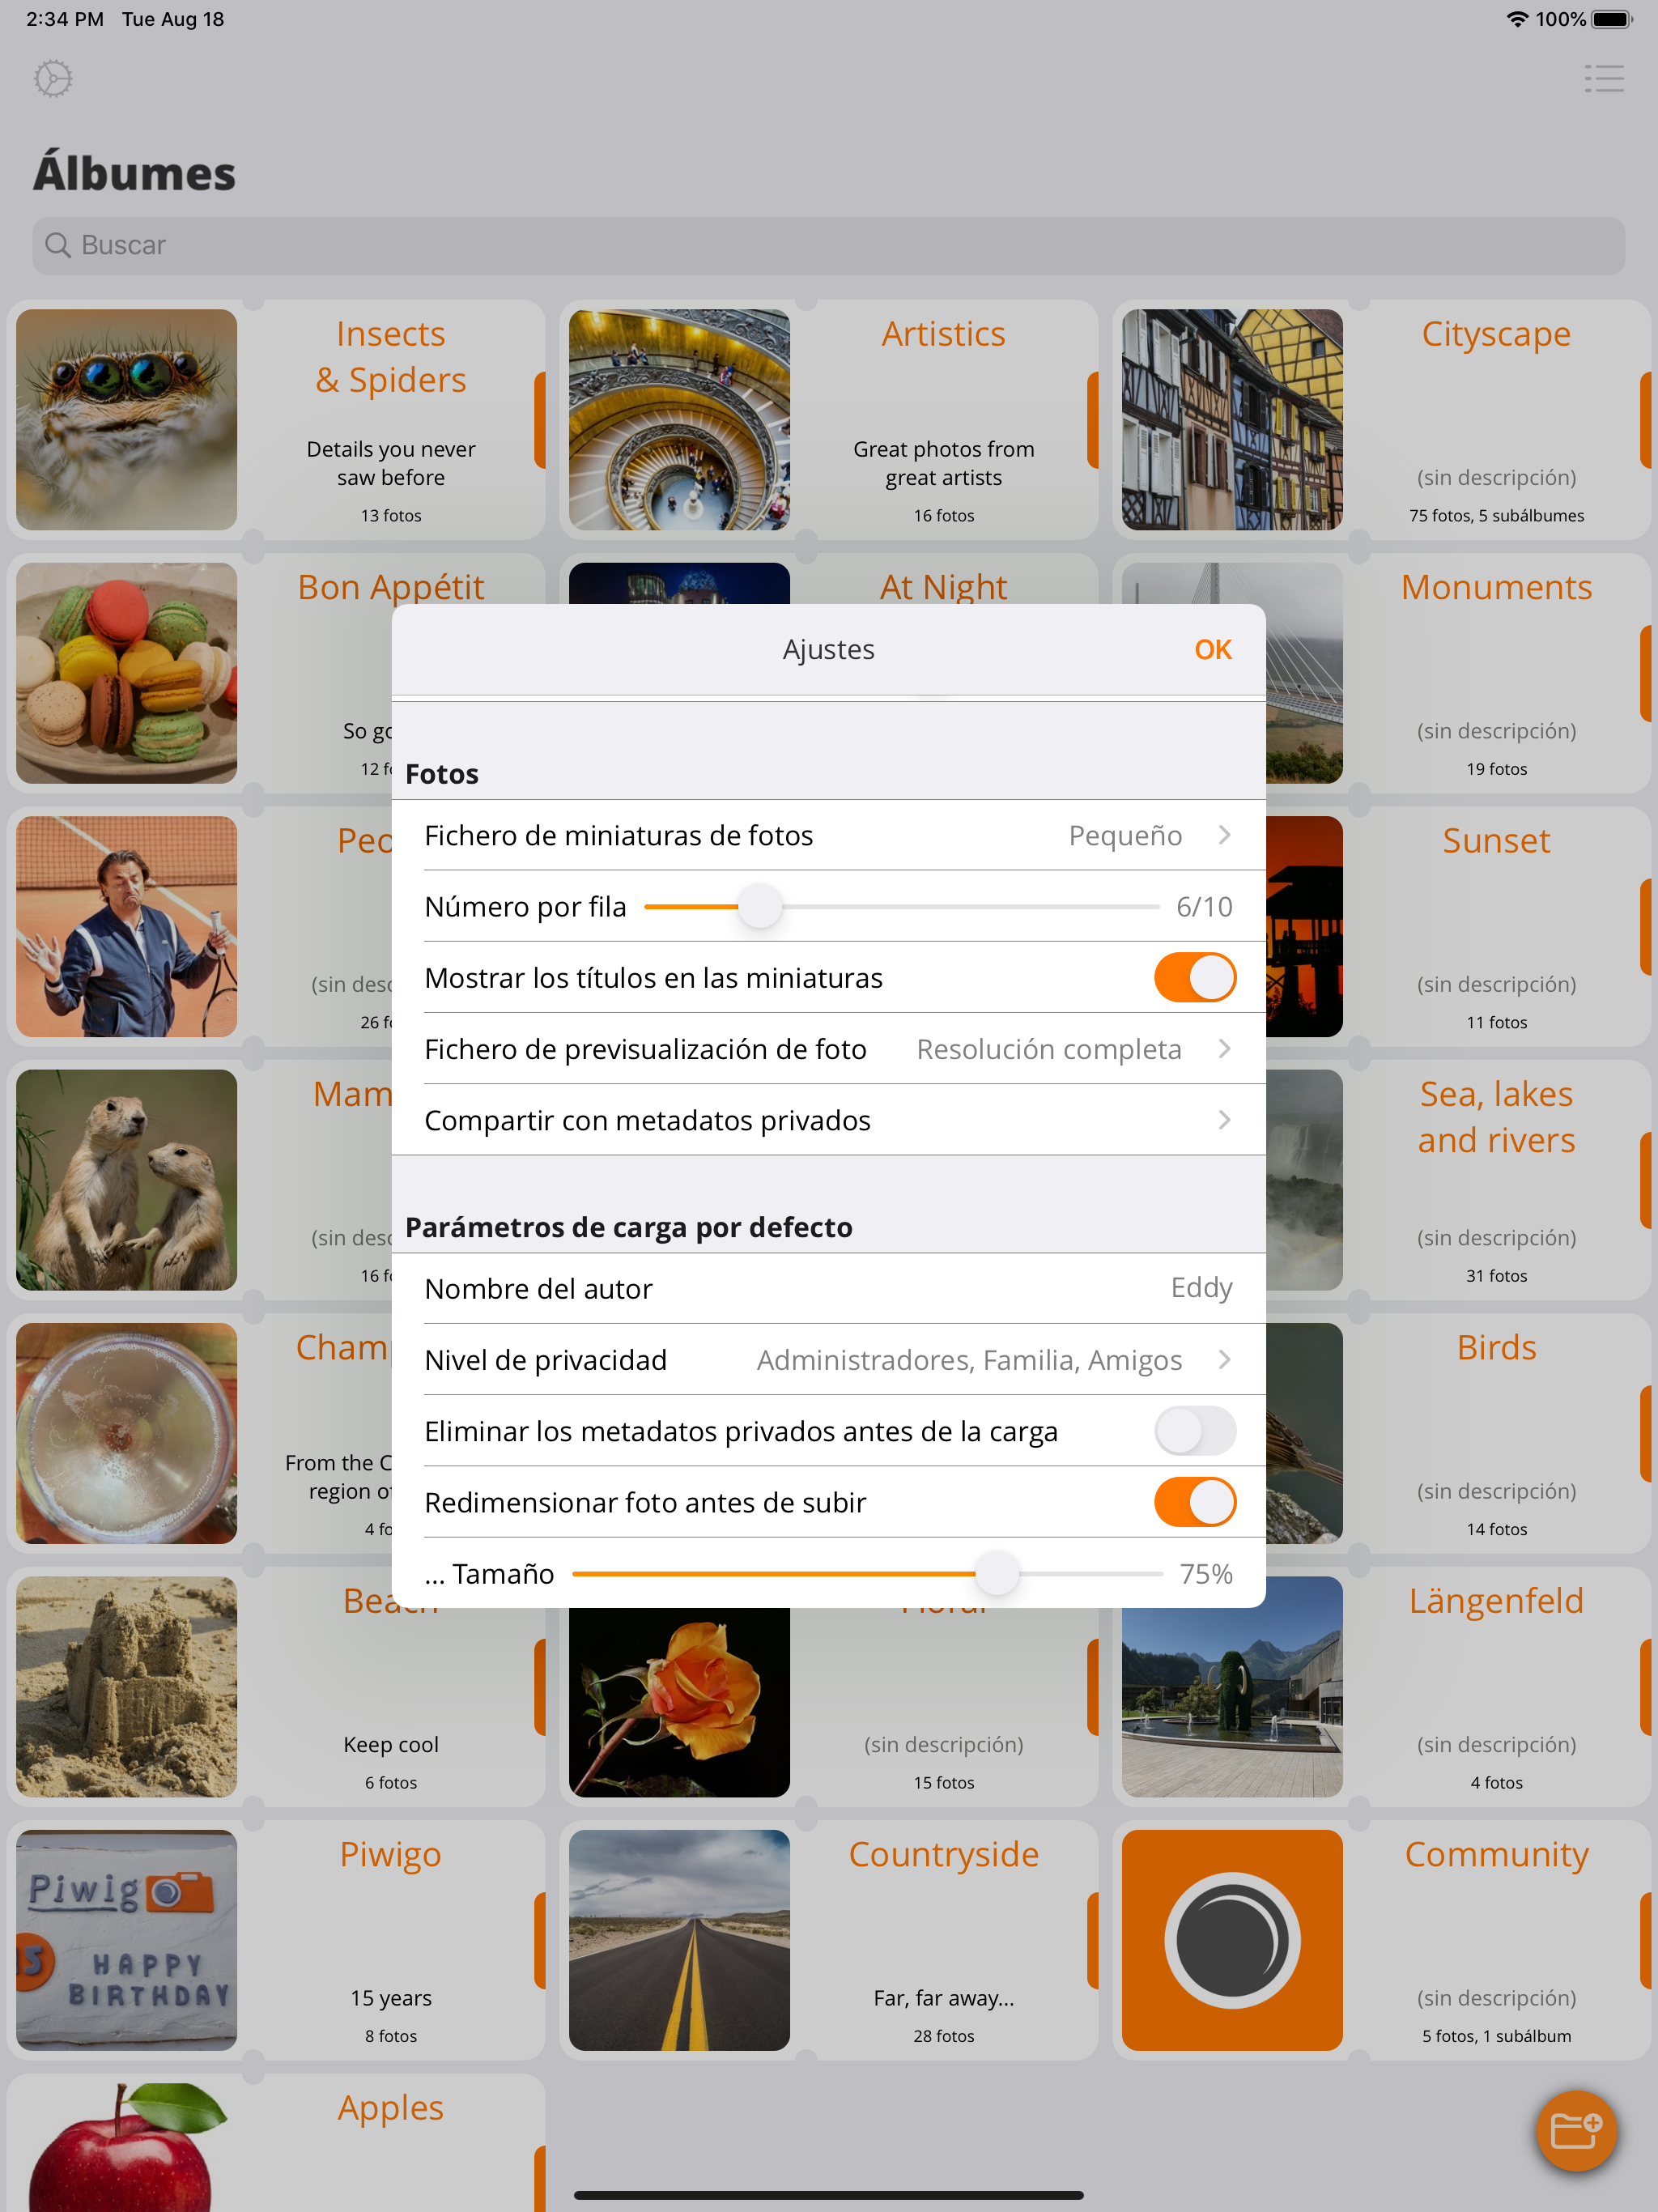 2:34 PM Tue Aug 18
100%
Álbumes
Buscar
Insects
& Spiders
Details you never
saw before
13 fotos
Artistics
Great photos from
great artists
16 fotos
Cityscape
(sin descripción)
75 fotos, 5 subálbumes
Bon Appétit
So
12
At Night
Monuments
(sin descripción)
19 fotos
(sin
26
Sunset
(sin descripción)
11 fotos
(sin
16
Sea, lakes
and rivers
(sin descripción)
31 fotos
From the
region
4
Birds
(sin descripción)
14 fotos
Ajustes
OK
Fotos
Fichero de miniaturas de fotos Pequeño
Número por fila 6/10
Mostrar los títulos en las miniaturas
Fichero de previsualización de foto Resolución completa
Compartir con metadatos privados
Parámetros de carga por defecto
Nombre del autor Eddy
Nivel de privacidad Administradores, Familia, Amigos
Eliminar los metadatos privados antes de la carga
Redimensionar foto antes de subir
... Tamaño 75%
Beach
Keep cool
6 fotos
Floral
(sin descripción)
15 fotos
Längenfeld
(sin descripción)
4 fotos
Piwig
15
HAPPY
BIRTHDAY
Piwigo
15 years
8 fotos
Countryside
Far, far away...
28 fotos
Community
(sin descripción)
5 fotos, 1 subálbum
Apples